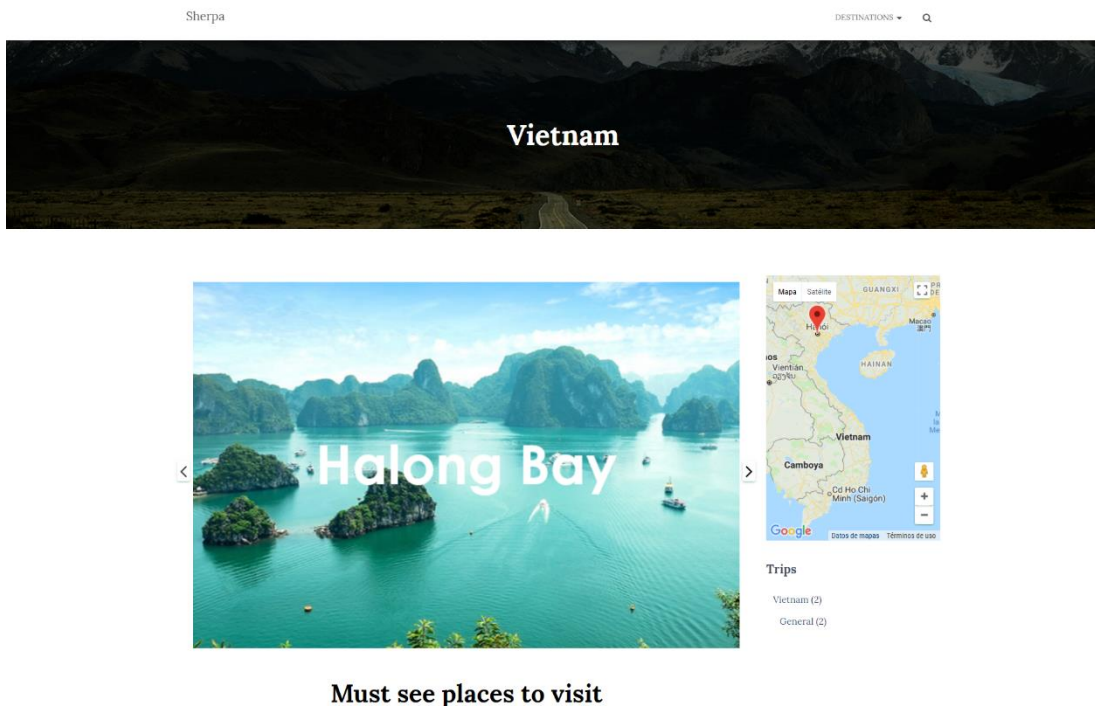 Sherpa
DESTINATIONS
Vietnam
Halong Bay
Mapa Satélite
GUANGXI
Macao
Hanói
HAINAN
Vientián
Vietnam
Camboya
Cd Ho Chi
Minh (Saigón)
Google
Datos de mapas Términos de uso
Trips
Vietnam (2)
General (2)
Must see places to visit